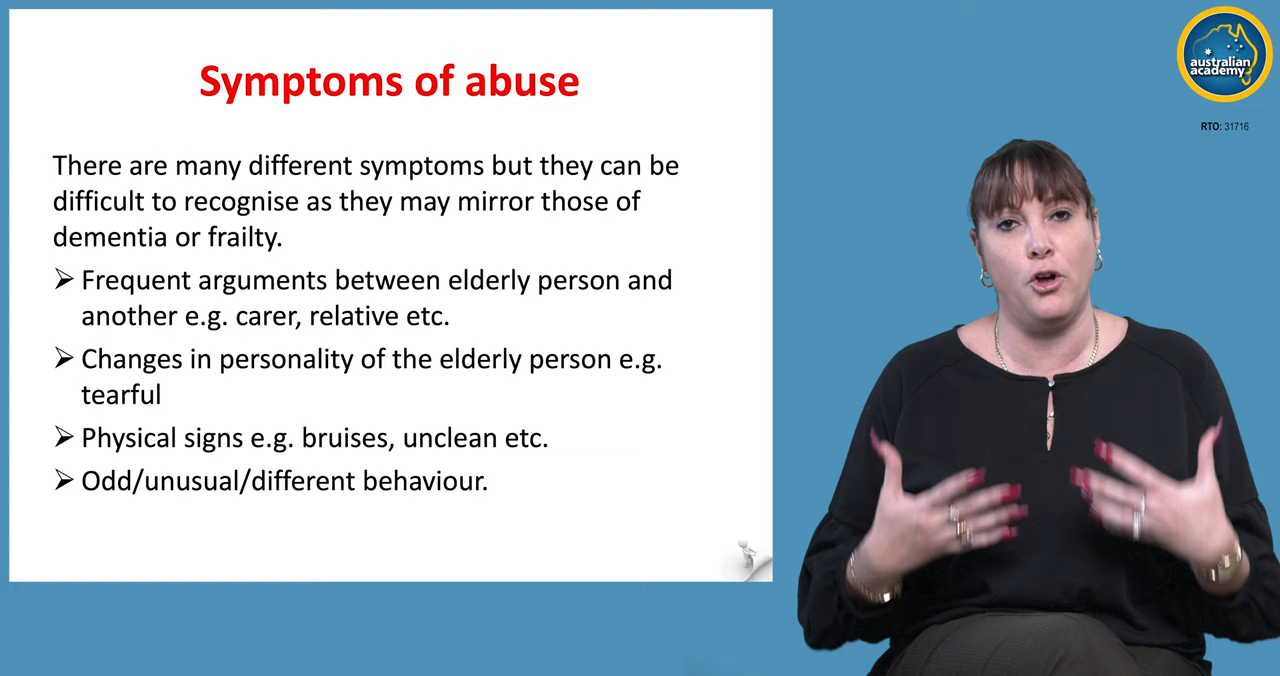 Symptoms of abuse
There are many different symptoms but they can be
difficult to recognise as they may mirror those of
dementia or frailty.
➢ Frequent arguments between elderly person and
another e.g. carer, relative etc.
➢ Changes in personality of the elderly person e.g.
tearful
➢ Physical signs e.g. bruises, unclean etc.
➢ Odd/unusual/different behaviour.
australian
academy
RTO: 31716